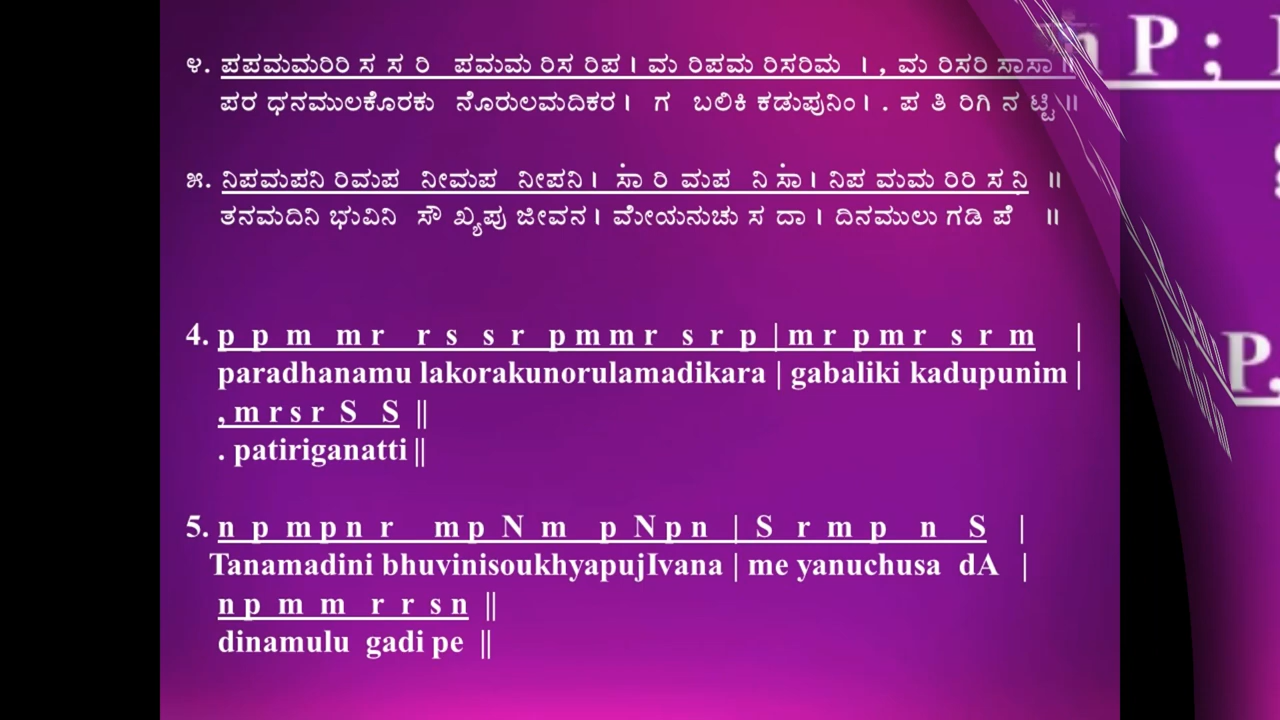 ೪. ಪಪಮಮರಿರಿ ಸ ಸ ರಿ ಪಮಮ ರಿಸ ರಿಪ । ಮ ರಿಪಮ ರಿಸರಿಮ । , ಮ ರಿಸರಿ ಸಾಸಾ ॥
ಪರ ಧನಮುಲಕೊರಕು ನೊರುಲಮದಿಕರ । ಗ ಬಲಿಕಿ ಕಡುಪುನಿಂ । . ಪ ತಿ ರಿಗಿ ನ ಟ್ಟಿ ॥
೫. ನಿಪಮಪನಿ ರಿಮಪ ನೀಮಪ ನೀಪನಿ । ಸಾ̇ ರಿ ಮಪ ನಿ ಸಾ̇ । ನಿಪ ಮಮ ರಿರಿ ಸ ನಿ̣ ॥
ತನಮದಿನಿ ಭುವಿನಿ ಸೌ ಖ್ಯಪು ಜೀವನ । ಮೇಯನುಚು ಸ ದಾ । ದಿನಮುಲು ಗಡಿ ಪೆ ॥
4. p p m m r r s s r p m m r s r p | m r p m r s r m |
paradhanamu lakorakunorulamadikara | gabaliki kadupunim |
, m r s r S S ||
. patiriganatti ||
5. n p m p n r m p N m p N p n | S r m p n S |
Tanamadini bhuvinisoukhyapujIvana | me yanuchusa dA |
n p m m r r s n ||
dinamulu gadi pe ||
P ;
P,